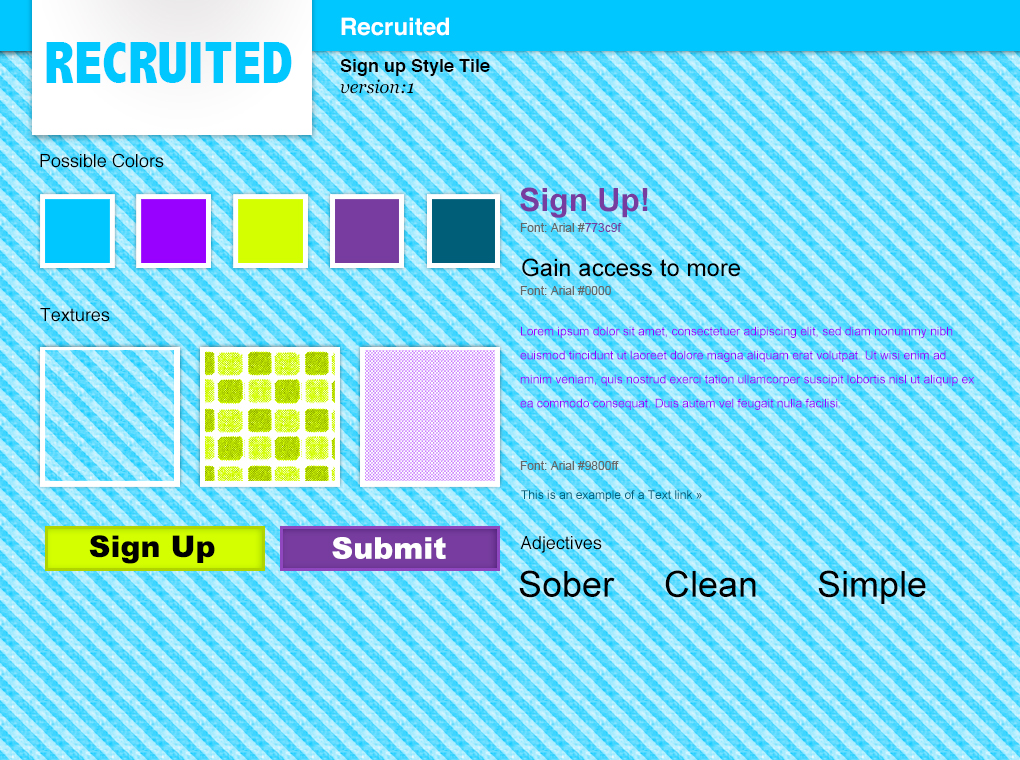 RECRUITED
Recruited
Sign up Style Tile
version:1
Possible Colors
Textures
Sign Up
Submit
Sign Up!
Font: Arial #773c9f
Gain access to more
Font: Arial #0000
Lorem ipsum dolor sit amet, consectetuer adipiscing elit, sed diam nonummy nibh
euismod tincidunt ut laoreet dolore magna aliquam erat volutpat. Ut wisi enim ad
minim veniam, quis nostrud exerci tation ullamcorper suscipit lobortis nisl ut aliquip ex
ea commodo consequat. Duis autem vel feugait nulla facilisi.
Font: Arial #9800ff
This is an example of a Text link »
Adjectives
Sober Clean Simple